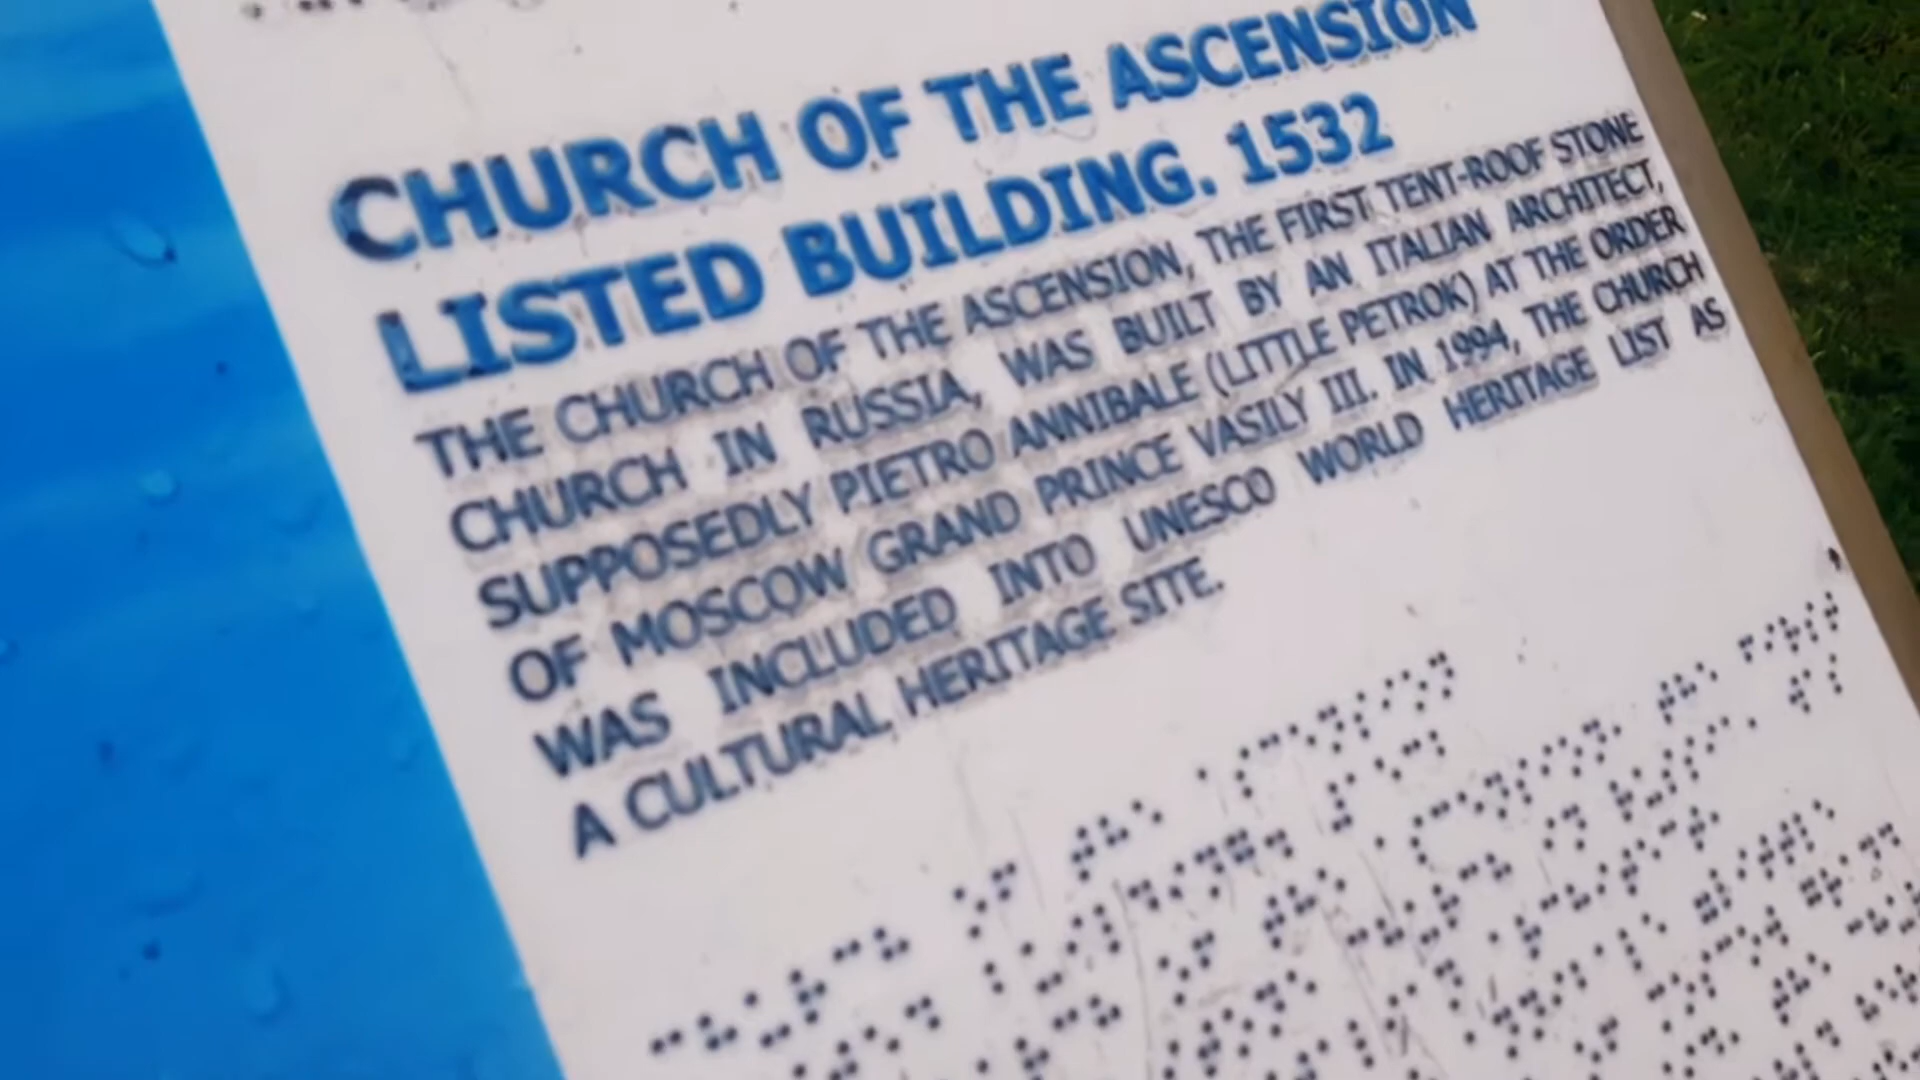 CHURCH OF THE ASCENSION
LISTED BUILDING. 1532
THE CHURCH OF THE ASCENSION, THE FIRST TENT-ROOF STONE
CHURCH IN RUSSIA, WAS BUILT BY AN ITALIAN ARCHITECT,
SUPPOSEDLY PIETRO ANNIBALE (LITTLE PETROK) AT THE ORDER
OF MOSCOW GRAND PRINCE VASILY III. IN 1994, THE CHURCH
WAS INCLUDED INTO UNESCO WORLD HERITAGE LIST AS
A CULTURAL HERITAGE SITE.